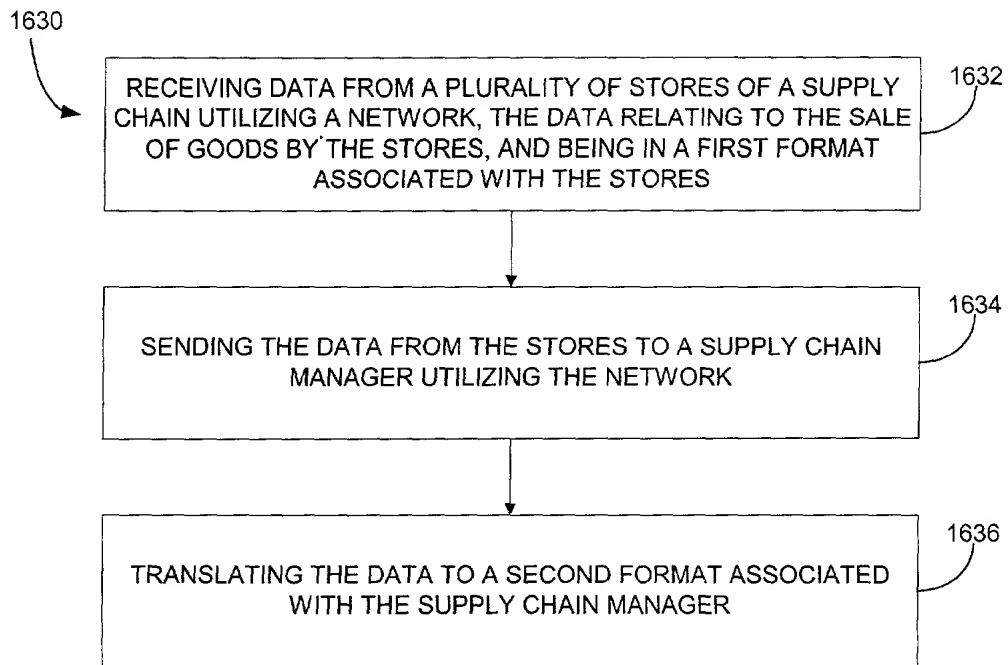 1630
1632
RECEIVING DATA FROM A PLURALITY OF STORES OF A SUPPLY
CHAIN UTILIZING A NETWORK, THE DATA RELATING TO THE SALE
OF GOODS BY THE STORES, AND BEING IN A FIRST FORMAT
ASSOCIATED WITH THE STORES
1634
SENDING THE DATA FROM THE STORES TO A SUPPLY CHAIN
MANAGER UTILIZING THE NETWORK
1636
TRANSLATING THE DATA TO A SECOND FORMAT ASSOCIATED
WITH THE SUPPLY CHAIN MANAGER